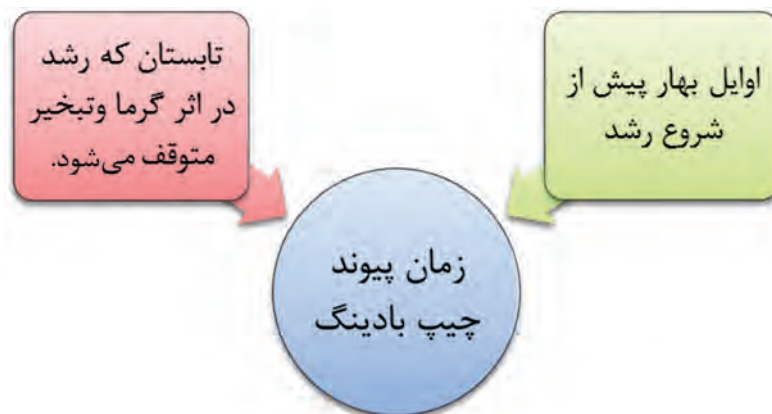 اوایل بهار پیش از
شروع رشد
تابستان که رشد
در اثر گرما وتبخیر
متوقف می‌شود.
زمان پیوند
چیپ بادینگ